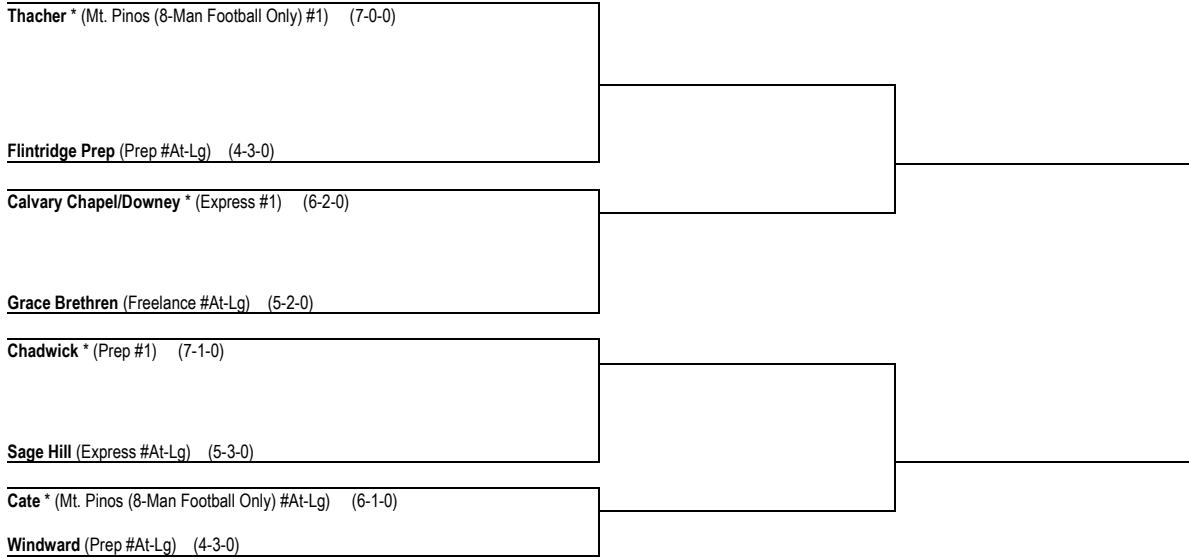 Thacher * (Mt. Pinos (8-Man Football Only) #1) (7-0-0)
Flintridge Prep (Prep #At-Lg) (4-3-0)
Calvary Chapel/Downey * (Express #1) (6-2-0)
Grace Brethren (Freelance #At-Lg) (5-2-0)
Chadwick * (Prep #1) (7-1-0)
Sage Hill (Express #At-Lg) (5-3-0)
Cate * (Mt. Pinos (8-Man Football Only) #At-Lg) (6-1-0)
Windward (Prep #At-Lg) (4-3-0)